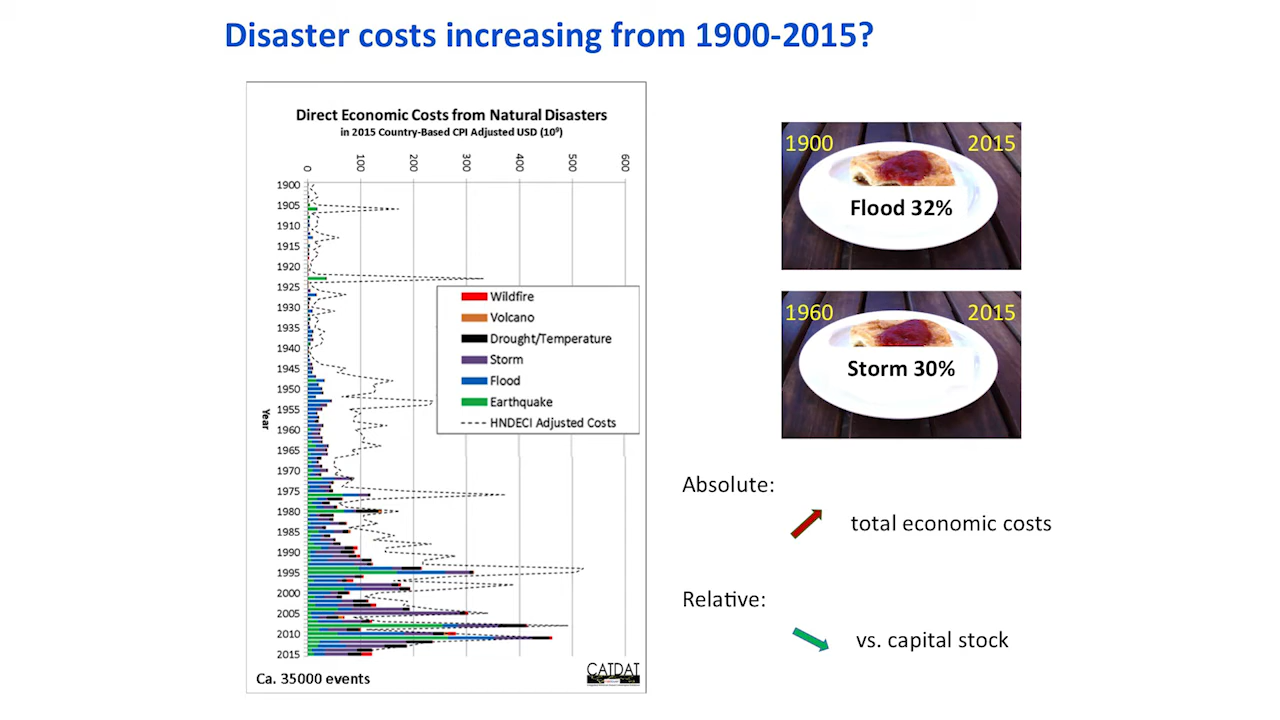 Disaster costs increasing from 1900-2015?
Direct Economic Costs from Natural Disasters
in 2015 Country-Based CPI Adjusted USD (10⁹)
0 100 200 300 400 500 600
1900
1905
1910
1915
1920
1925
1930
1935
1940
1945
1950
1955
1960
1965
1970
1975
1980
1985
1990
1995
2000
2005
2010
2015
Year
Wildfire
Volcano
Drought/Temperature
Storm
Flood
Earthquake
HNDECI Adjusted Costs
Ca. 35000 events
CATDAT
1900 2015
Flood 32%
1960 2015
Storm 30%
Absolute:
total economic costs
Relative:
vs. capital stock